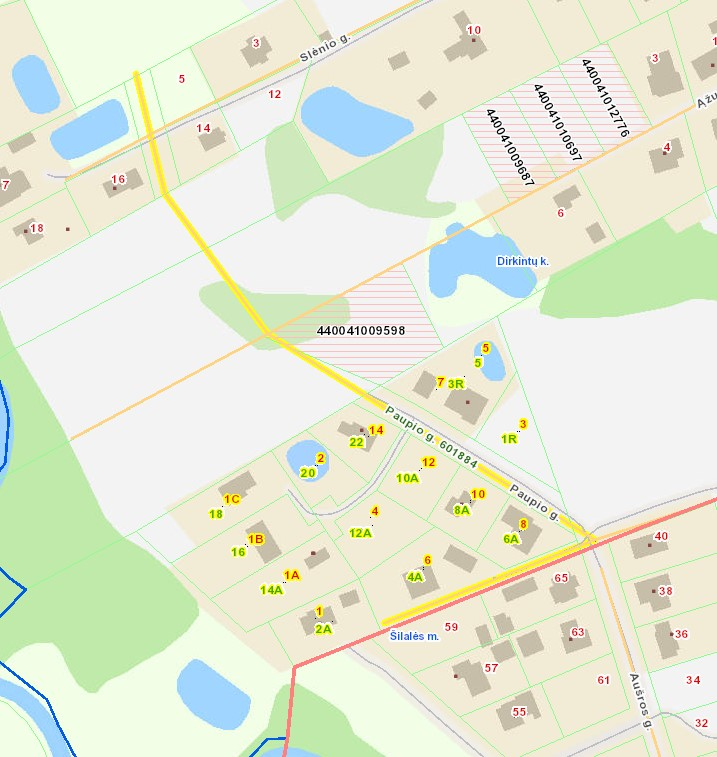 10
Slėnio g.
3
3
1
5
12
440041012776
440041010697
440041009687
Ažu
14
4
16
7
6
18
Dirkintų k.
440041009598
5
5
7
3R
3
1R
Paupio g. 601884
14
22
2
20
12
10A
Paupio g.
1C
18
10
8A
4
12A
8
6A
1B
16
40
6
4A
65
1A
14A
38
1
2A
59
63
36
Šilalės m.
57
61
34
Aušros g.
55
32